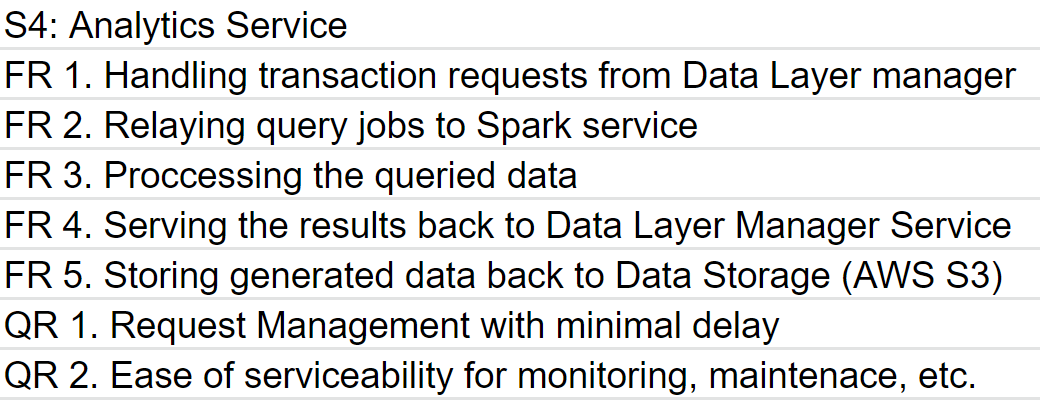 S4: Analytics Service
FR 1. Handling transaction requests from Data Layer manager
FR 2. Relaying query jobs to Spark service
FR 3. Proccessing the queried data
FR 4. Serving the results back to Data Layer Manager Service
FR 5. Storing generated data back to Data Storage (AWS S3)
QR 1. Request Management with minimal delay
QR 2. Ease of serviceability for monitoring, maintenace, etc.